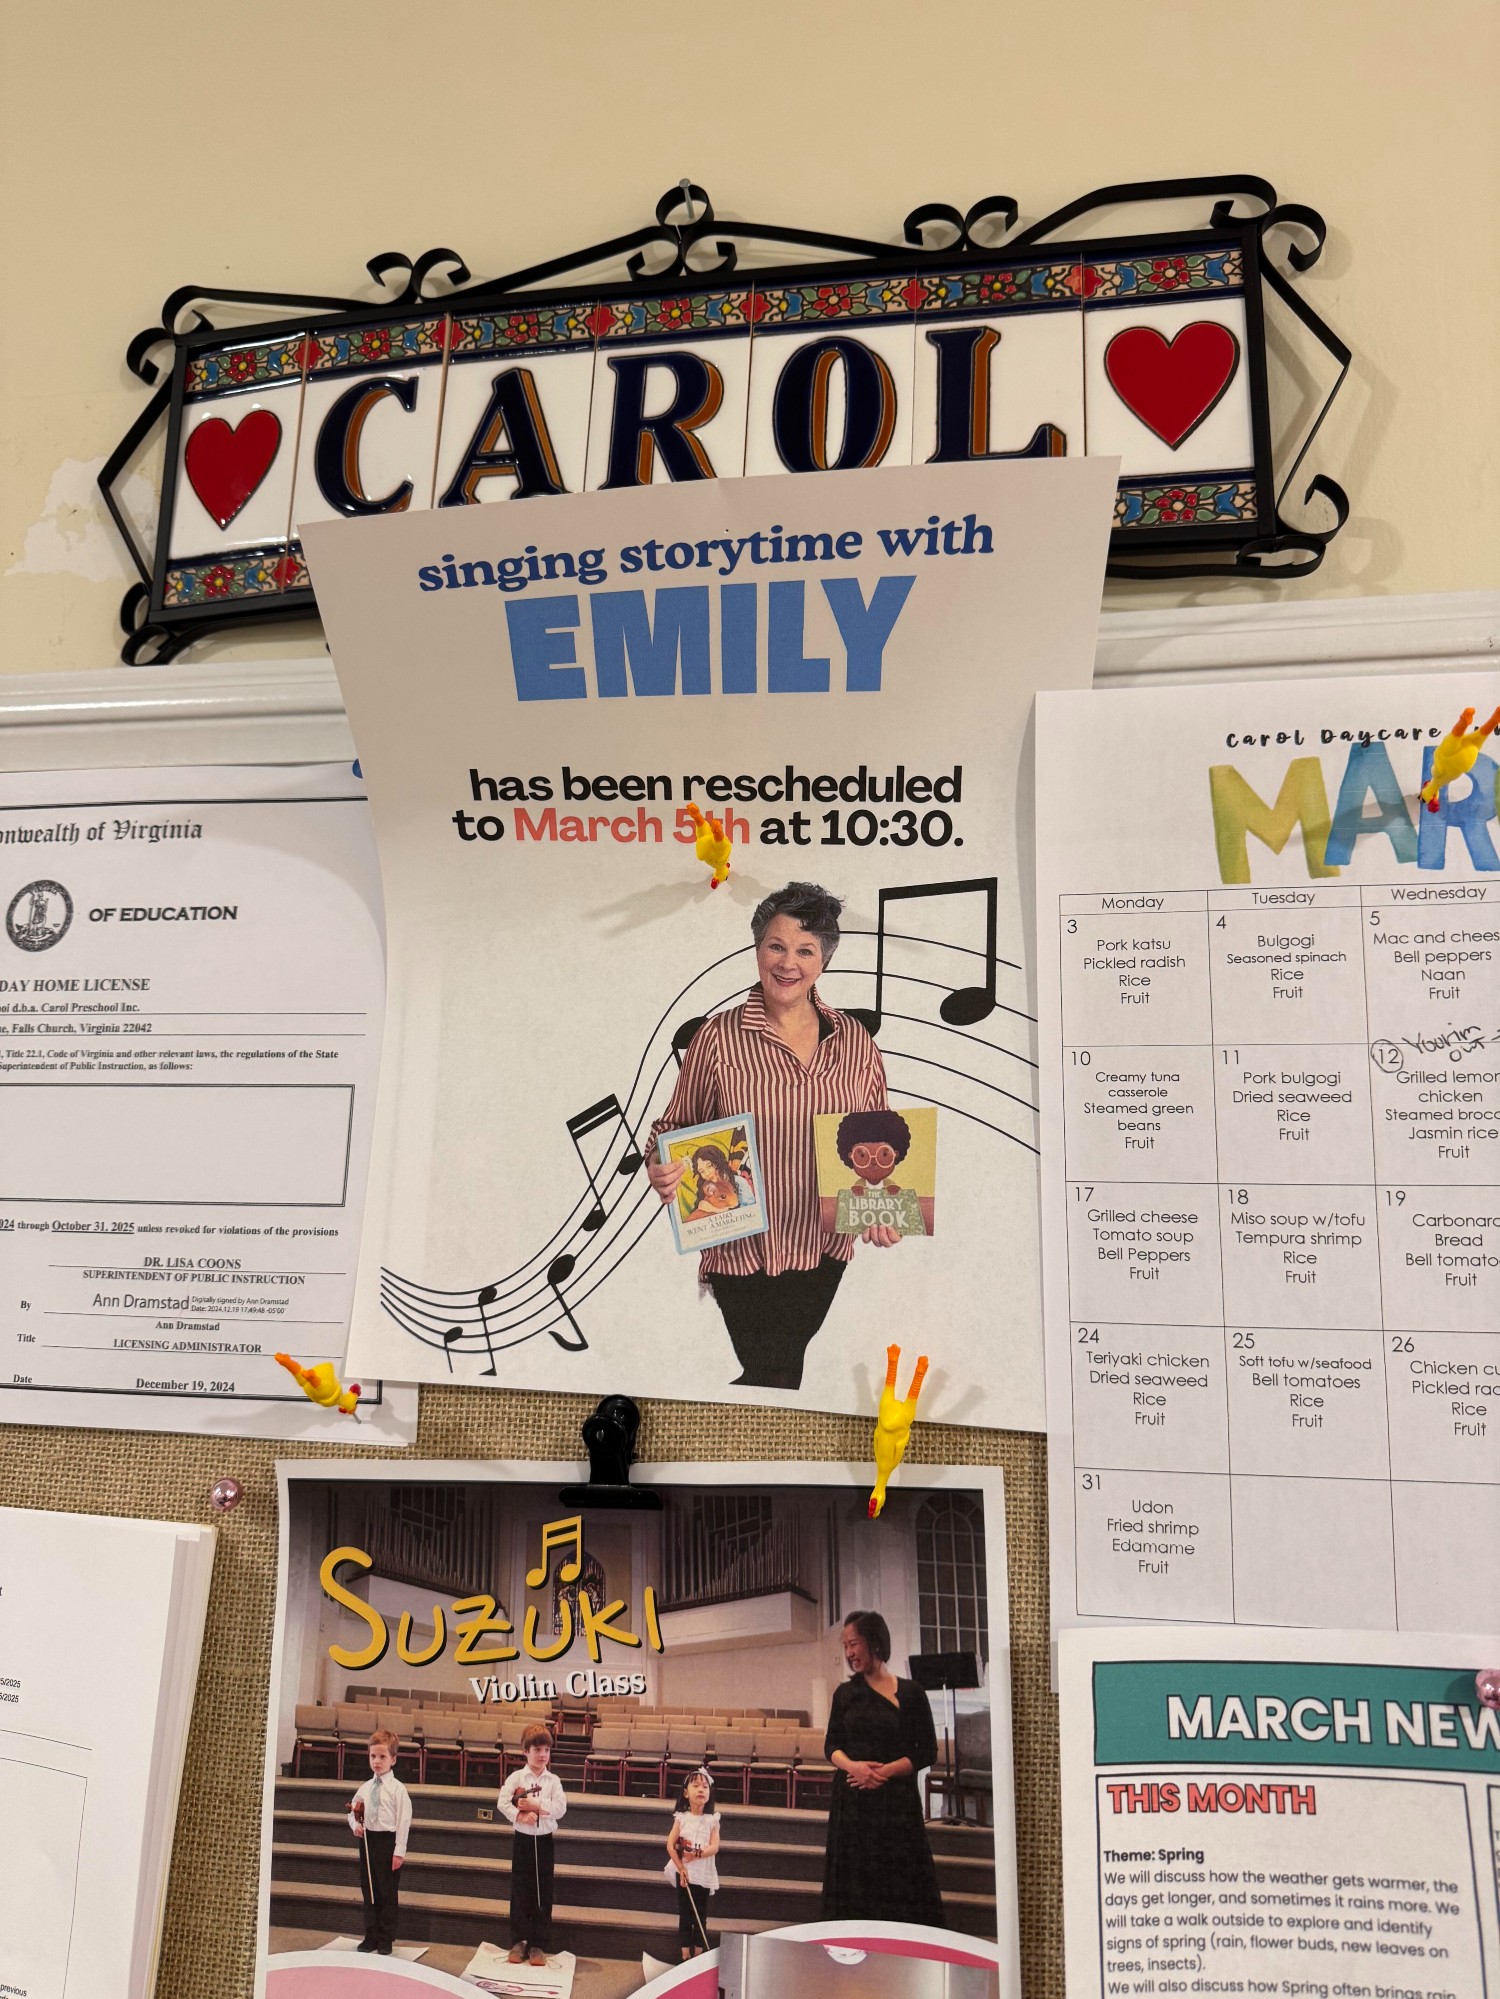 CAROL
singing storytime with
EMILY
has been rescheduled
to March 5th at 10:30.
A FAIRY
WENT A MARKETING
THE
LIBRARY
BOOK
of Virginia
OF EDUCATION
DAY HOME LICENSE
d.b.a. Carol Preschool Inc.
Falls Church, Virginia 22042
Title 22.1, Code of Virginia and other relevant laws, the regulations of the State
Superintendent of Public Instruction, as follows:
through October 31, 2025 unless revoked for violations of the provisions
DR. LISA COONS
SUPERINTENDENT OF PUBLIC INSTRUCTION
By Ann Dramstad Digitally signed by Ann Dramstad
Date: 2024.12.19 17:49:48 -05'00'
Ann Dramstad
Title LICENSING ADMINISTRATOR
Date December 19, 2024
Carol Daycare
MAR
Monday Tuesday Wednesday
3
Pork katsu
Pickled radish
Rice
Fruit
4
Bulgogi
Seasoned spinach
Rice
Fruit
5
Mac and chees
Bell peppers
Naan
Fruit
10
Creamy tuna
casserole
Steamed green
beans
Fruit
11
Pork bulgogi
Dried seaweed
Rice
Fruit
12
out
Grilled lemon
chicken
Steamed brocc
Jasmin rice
Fruit
17
Grilled cheese
Tomato soup
Bell Peppers
Fruit
18
Miso soup w/tofu
Tempura shrimp
Rice
Fruit
19
Carbonara
Bread
Bell tomato
Fruit
24
Teriyaki chicken
Dried seaweed
Rice
Fruit
25
Soft tofu w/seafood
Bell tomatoes
Rice
Fruit
26
Chicken cu
Pickled rad
Rice
Fruit
31
Udon
Fried shrimp
Edamame
Fruit
SUZUKI
Violin Class
MARCH NEW
THIS MONTH
Theme: Spring
We will discuss how the weather gets warmer, the
days get longer, and sometimes it rains more. We
will take a walk outside to explore and identify
signs of spring (rain, flower buds, new leaves on
trees, insects).
We will also discuss how Spring often brings rain
previous